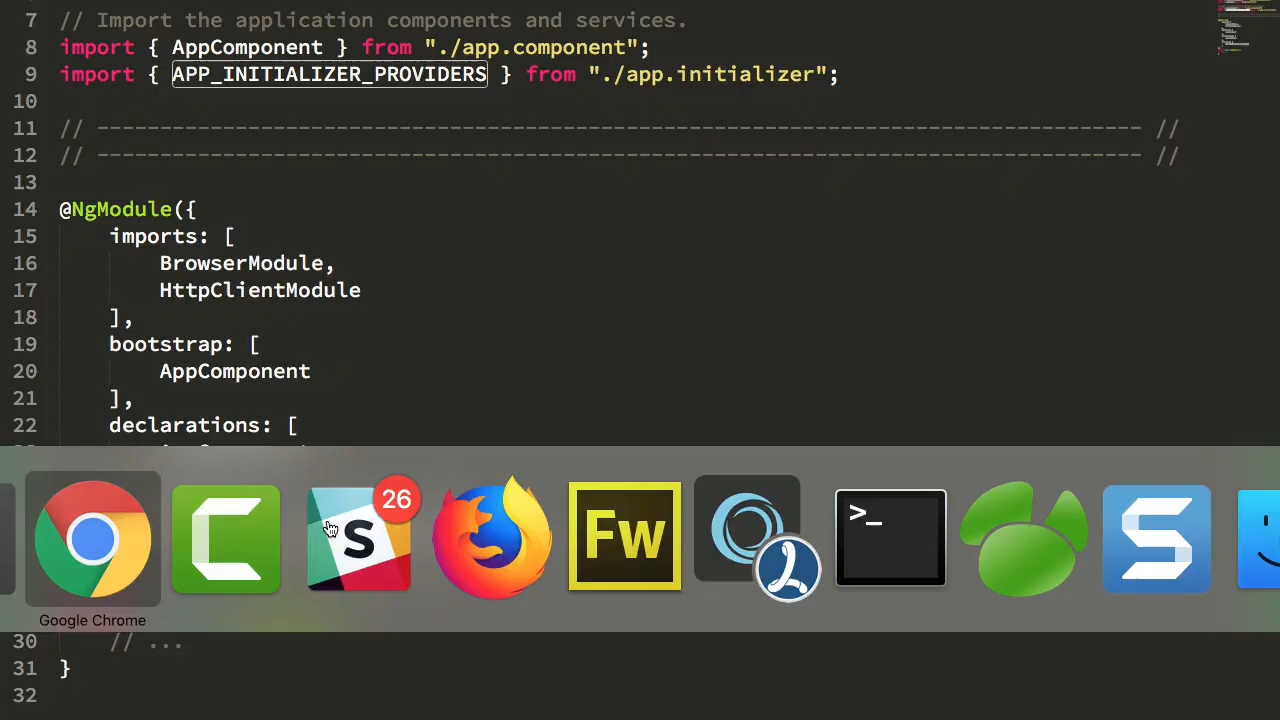 7 // Import the application components and services.
8 import { AppComponent } from "./app.component";
9 import { APP_INITIALIZER_PROVIDERS } from "./app.initializer";
10
11 // ----------------------------------------------------------------------------------- //
12 // ----------------------------------------------------------------------------------- //
13
14 @NgModule({
15 imports: [
16 BrowserModule,
17 HttpClientModule
18 ],
19 bootstrap: [
20 AppComponent
21 ],
22 declarations: [
26
S
Fw
>_
S
Google Chrome
30 // ...
31 }
32